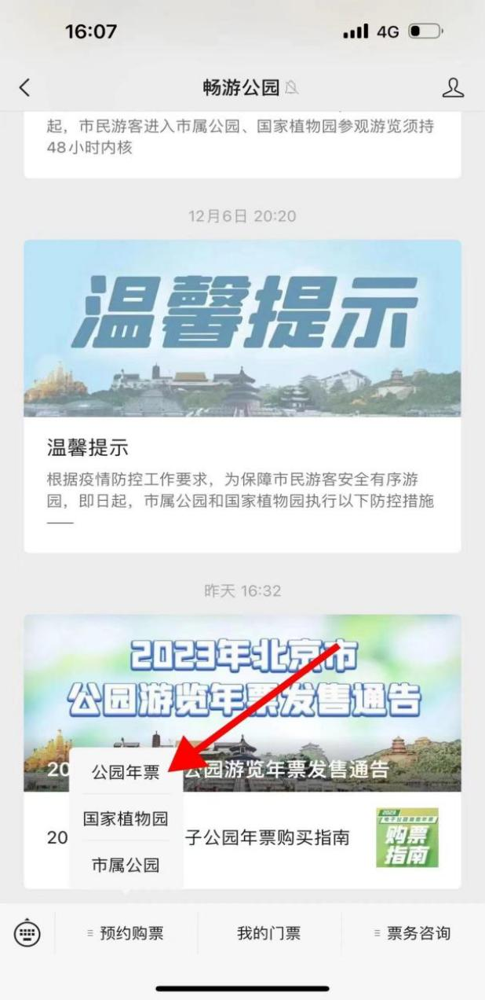 16:07
4G
畅游公园
起，市民游客进入市属公园、国家植物园参观游览须持
48小时内核
12月6日 20:20
温馨提示
温馨提示
根据疫情防控工作要求，为保障市民游客安全有序游
园，即日起，市属公园和国家植物园执行以下防控措施
——
昨天 16:32
2023年北京市
公园游览年票发售通告
20
公园游览年票发售通告
公园年票
国家植物园
市属公园
20
子公园年票购买指南
2023
电子公园游览年票
购票
指南
预约购票
我的门票
票务咨询